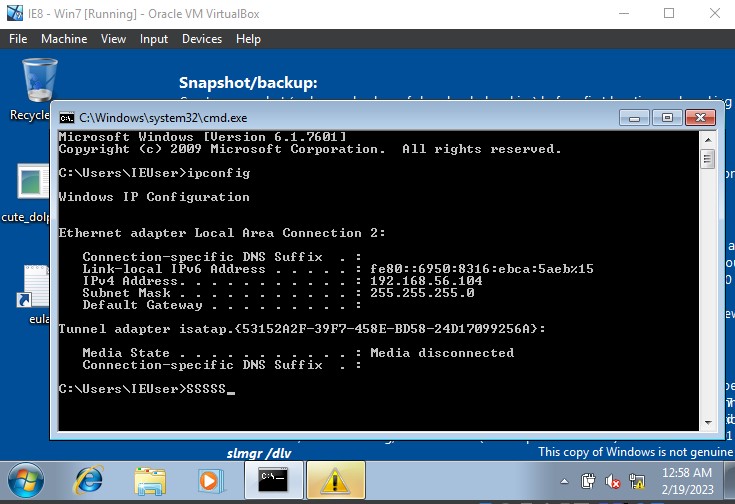 IE8 - Win7 [Running] - Oracle VM VirtualBox
File Machine View Input Devices Help
Snapshot/backup:
Recycle
C:\Windows\system32\cmd.exe
Microsoft Windows [Version 6.1.7601]
Copyright (c) 2009 Microsoft Corporation. All rights reserved.
C:\Users\IEUser>ipconfig
Windows IP Configuration
Ethernet adapter Local Area Connection 2:
Connection-specific DNS Suffix . :
Link-local IPv6 Address . . . . . : fe80::6950:8316:ebca:5aeb%15
IPv4 Address. . . . . . . . . . . : 192.168.56.104
Subnet Mask . . . . . . . . . . . : 255.255.255.0
Default Gateway . . . . . . . . . :
Tunnel adapter isatap.{53152A2F-39F7-458E-BD58-24D17099256A}:
Media State . . . . . . . . . . . : Media disconnected
Connection-specific DNS Suffix . :
C:\Users\IEUser>SSSSS_
cute_dolp
eula
slmgr /dlv
This copy of Windows is not genuine
C:\
12:58 AM
2/19/2023